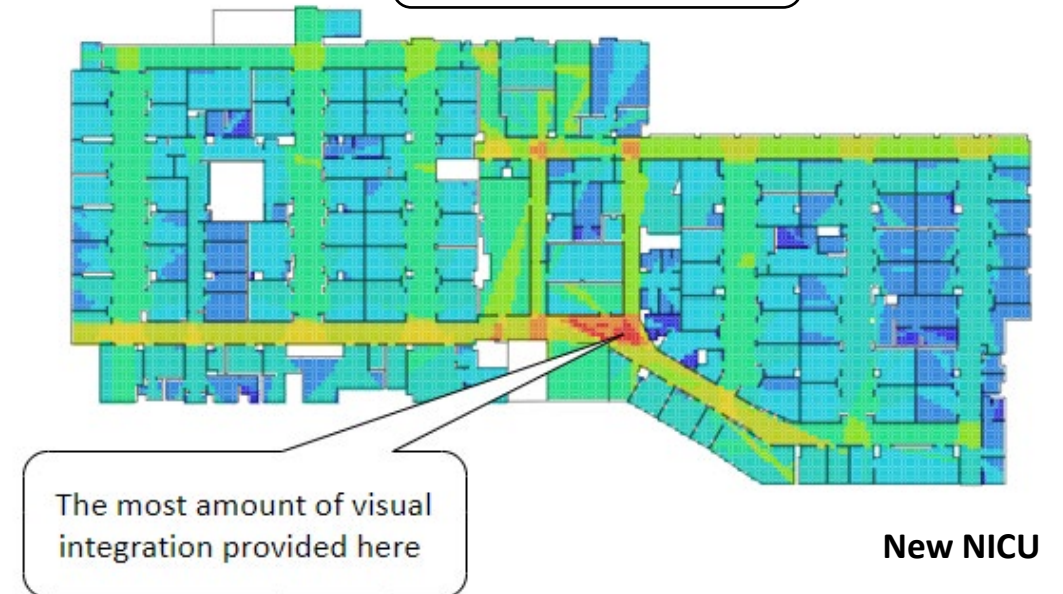 The most amount of visual
integration provided here
New NICU